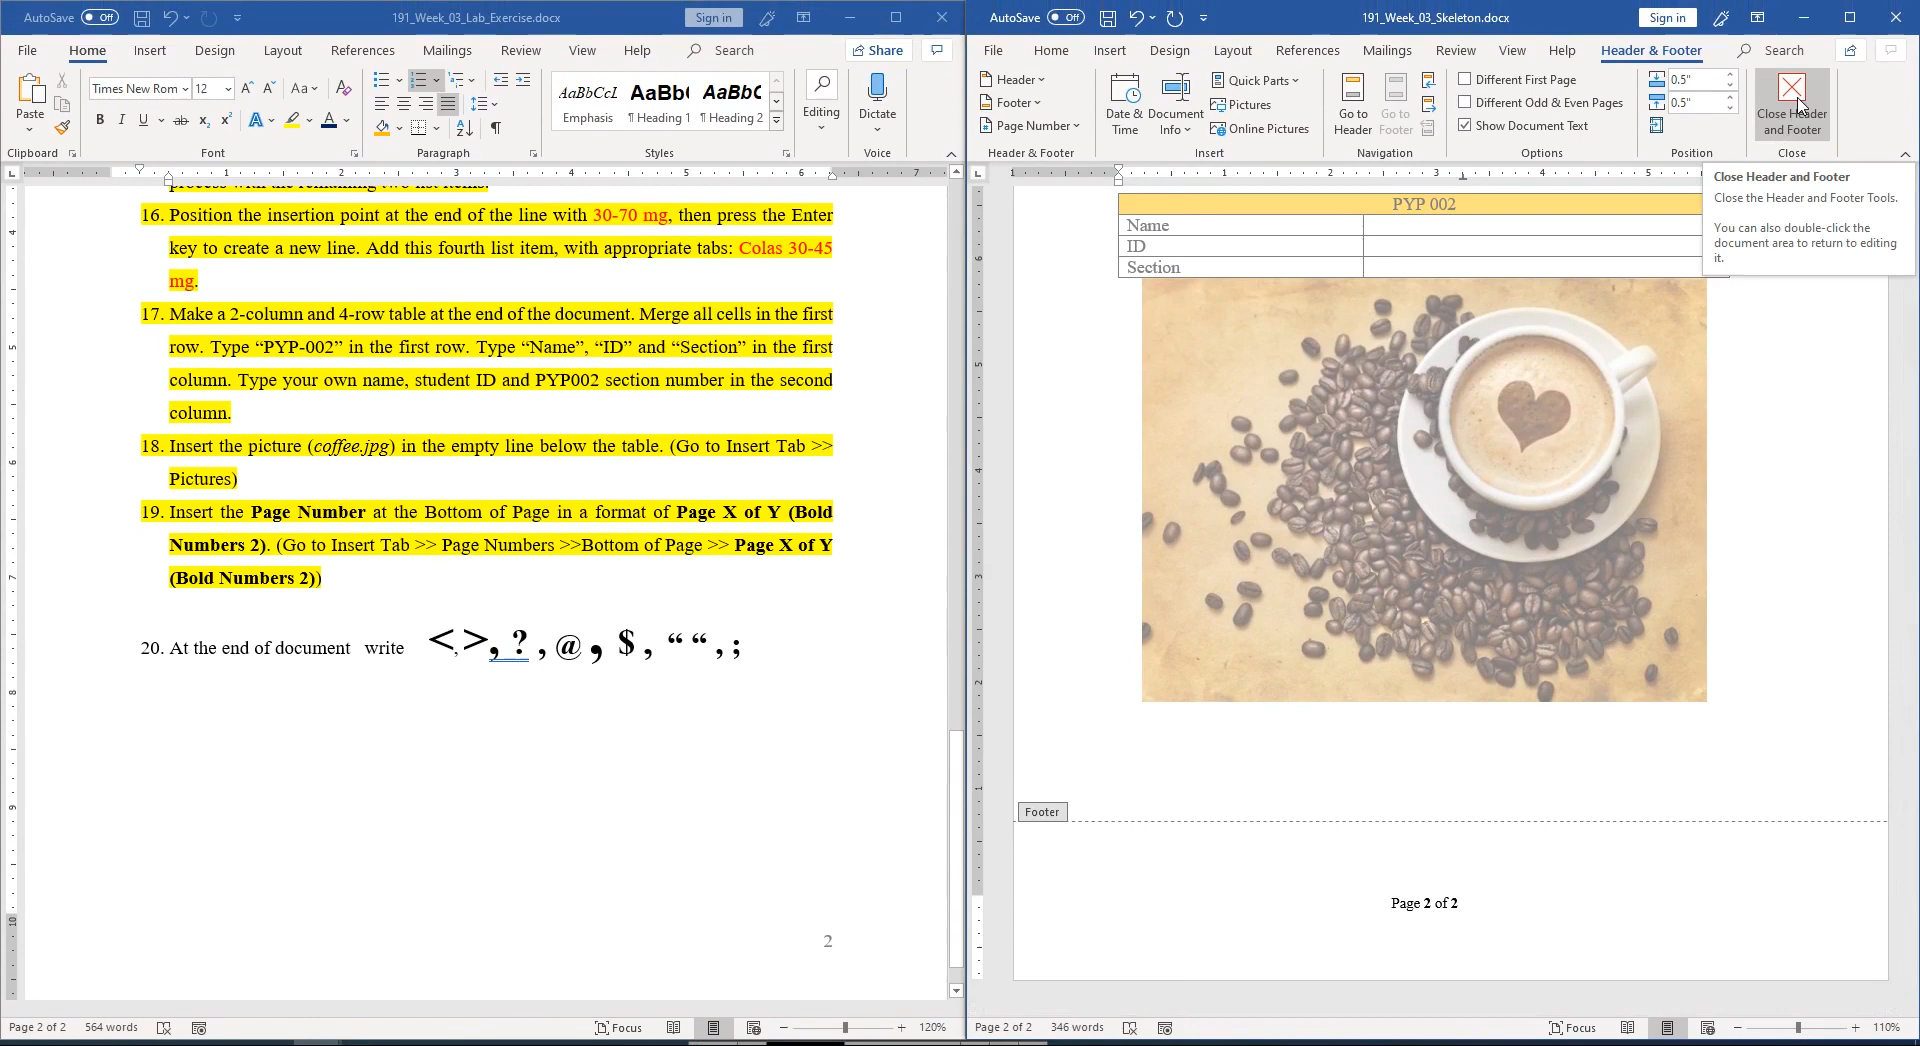 AutoSave Off 191_Week_03_Lab_Exercise.docx Sign in
File Home Insert Design Layout References Mailings Review View Help Search Share
Times New Rom 12 Aa
AaBbCcL AaBb( AaBbC
Emphasis ¶ Heading 1 ¶ Heading 2
Paste Editing Dictate
Clipboard Font Paragraph Styles Voice
process with the remaining two list items.
16. Position the insertion point at the end of the line with 30-70 mg, then press the Enter
key to create a new line. Add this fourth list item, with appropriate tabs: Colas 30-45
mg.
17. Make a 2-column and 4-row table at the end of the document. Merge all cells in the first
row. Type “PYP-002” in the first row. Type “Name”, “ID” and “Section” in the first
column. Type your own name, student ID and PYP002 section number in the second
column.
18. Insert the picture (coffee.jpg) in the empty line below the table. (Go to Insert Tab >>
Pictures)
19. Insert the Page Number at the Bottom of Page in a format of Page X of Y (Bold
Numbers 2). (Go to Insert Tab >> Page Numbers >>Bottom of Page >> Page X of Y
(Bold Numbers 2))
20. At the end of document write <,>, ? , @ , $ , “ “ , ;
2
Page 2 of 2 564 words Focus 120%
AutoSave Off 191_Week_03_Skeleton.docx Sign in
File Home Insert Design Layout References Mailings Review View Help Header & Footer Search
Header
Footer
Page Number
Header & Footer
Date & Time
Document Info
Quick Parts
Pictures
Online Pictures
Insert
Go to Header
Go to Footer
Navigation
Different First Page
Different Odd & Even Pages
Show Document Text
Options
0.5"
0.5"
Position
Close Header
and Footer
Close
Close Header and Footer
Close the Header and Footer Tools.
You can also double-click the
document area to return to editing
it.
PYP 002
Name
ID
Section
Footer
Page 2 of 2
Page 2 of 2 346 words Focus 110%